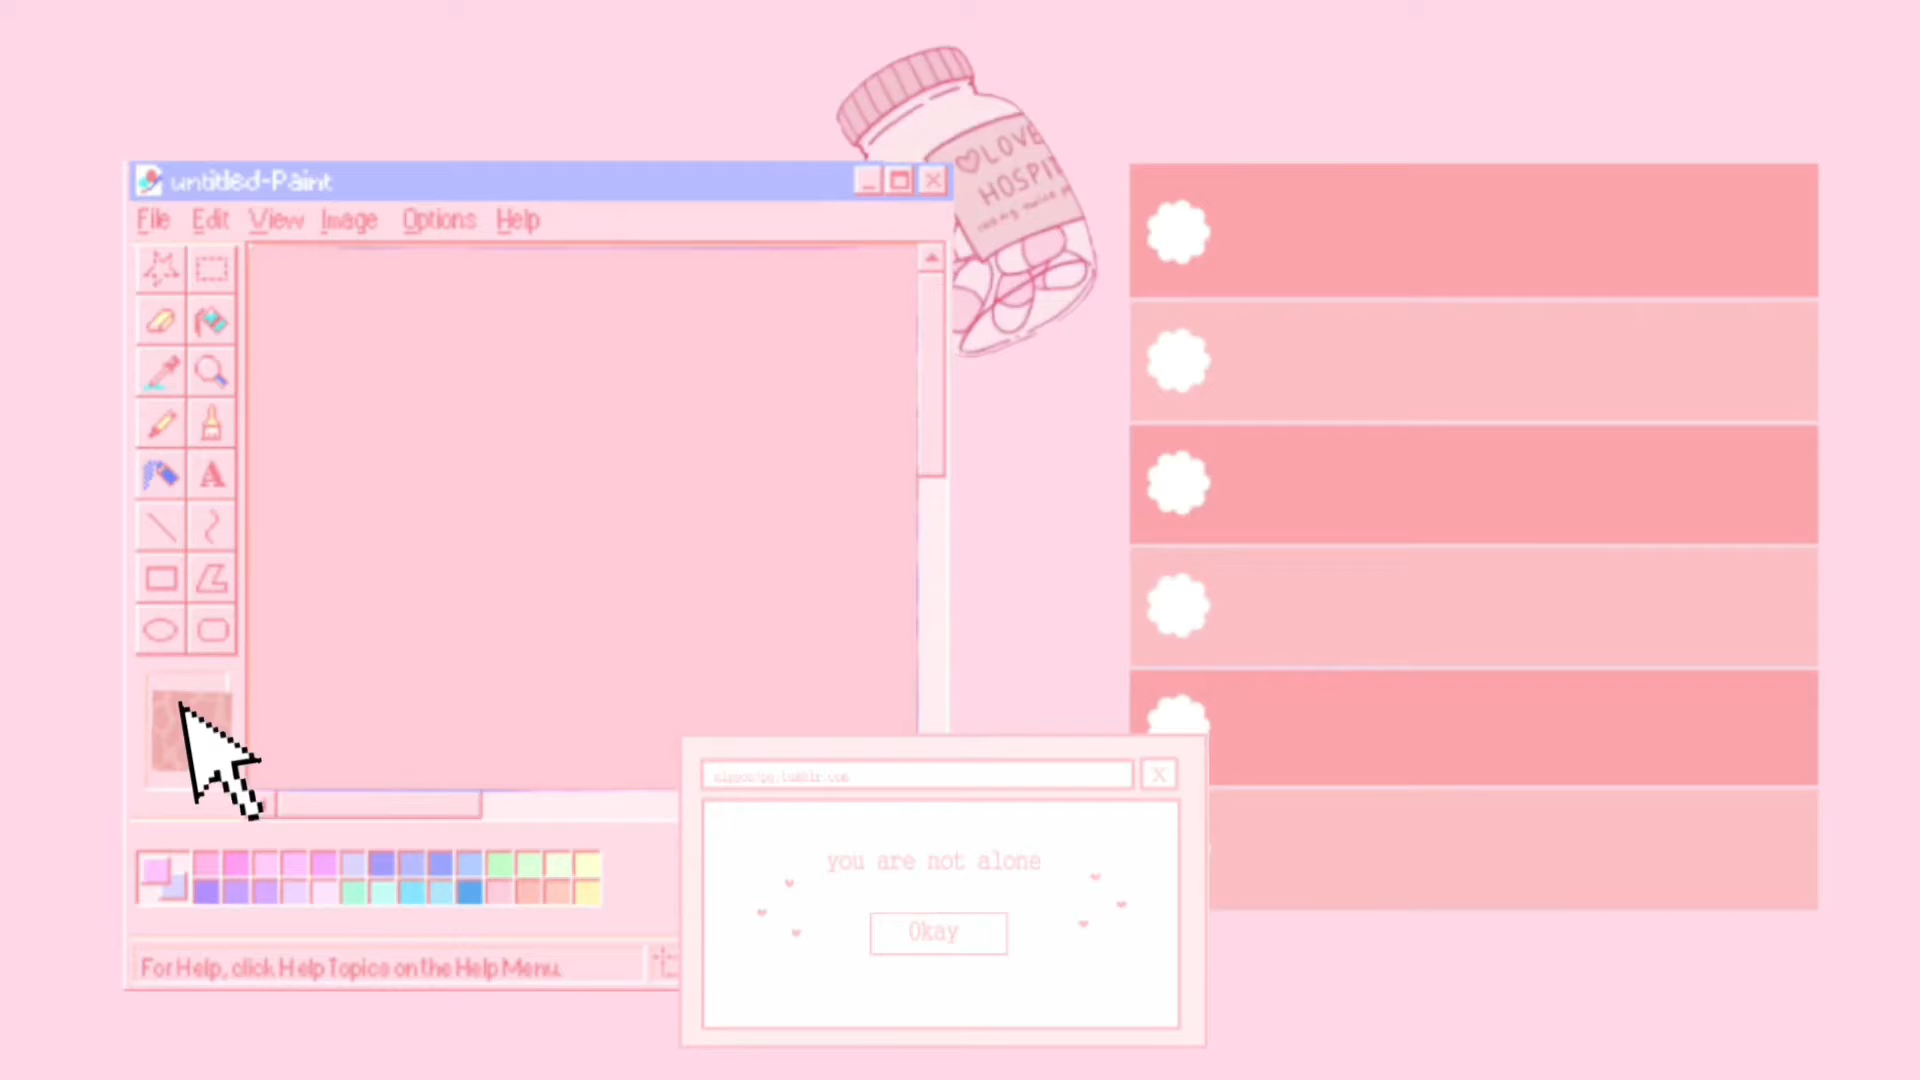 untitled-Paint
File Edit View Image Options Help
LOVE
HOSPIT
A
you are not alone
Okay
For Help, click Help Topics on the Help Menu.